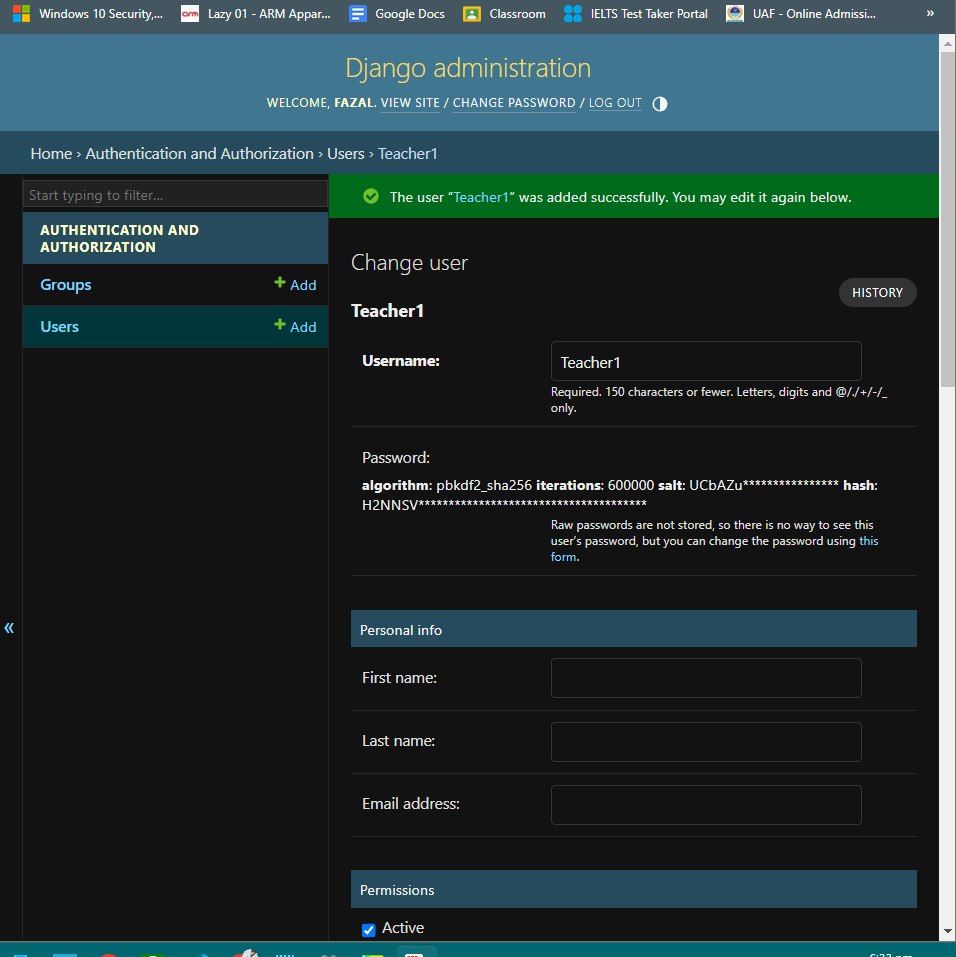 Windows 10 Security,...
arm Lazy 01 - ARM Appar...
Google Docs
Classroom
IELTS Test Taker Portal
UAF - Online Admissi...
»
Django administration
WELCOME, FAZAL. VIEW SITE / CHANGE PASSWORD / LOG OUT
Home › Authentication and Authorization › Users › Teacher1
Start typing to filter...
AUTHENTICATION AND
AUTHORIZATION
Groups + Add
Users + Add
«
The user “Teacher1” was added successfully. You may edit it again below.
Change user
HISTORY
Teacher1
Username:
Teacher1
Required. 150 characters or fewer. Letters, digits and @/./+/-/_
only.
Password:
algorithm: pbkdf2_sha256 iterations: 600000 salt: UCbAZu**************** hash:
H2NNSV**************************************
Raw passwords are not stored, so there is no way to see this
user’s password, but you can change the password using this
form.
Personal info
First name:
Last name:
Email address:
Permissions
Active